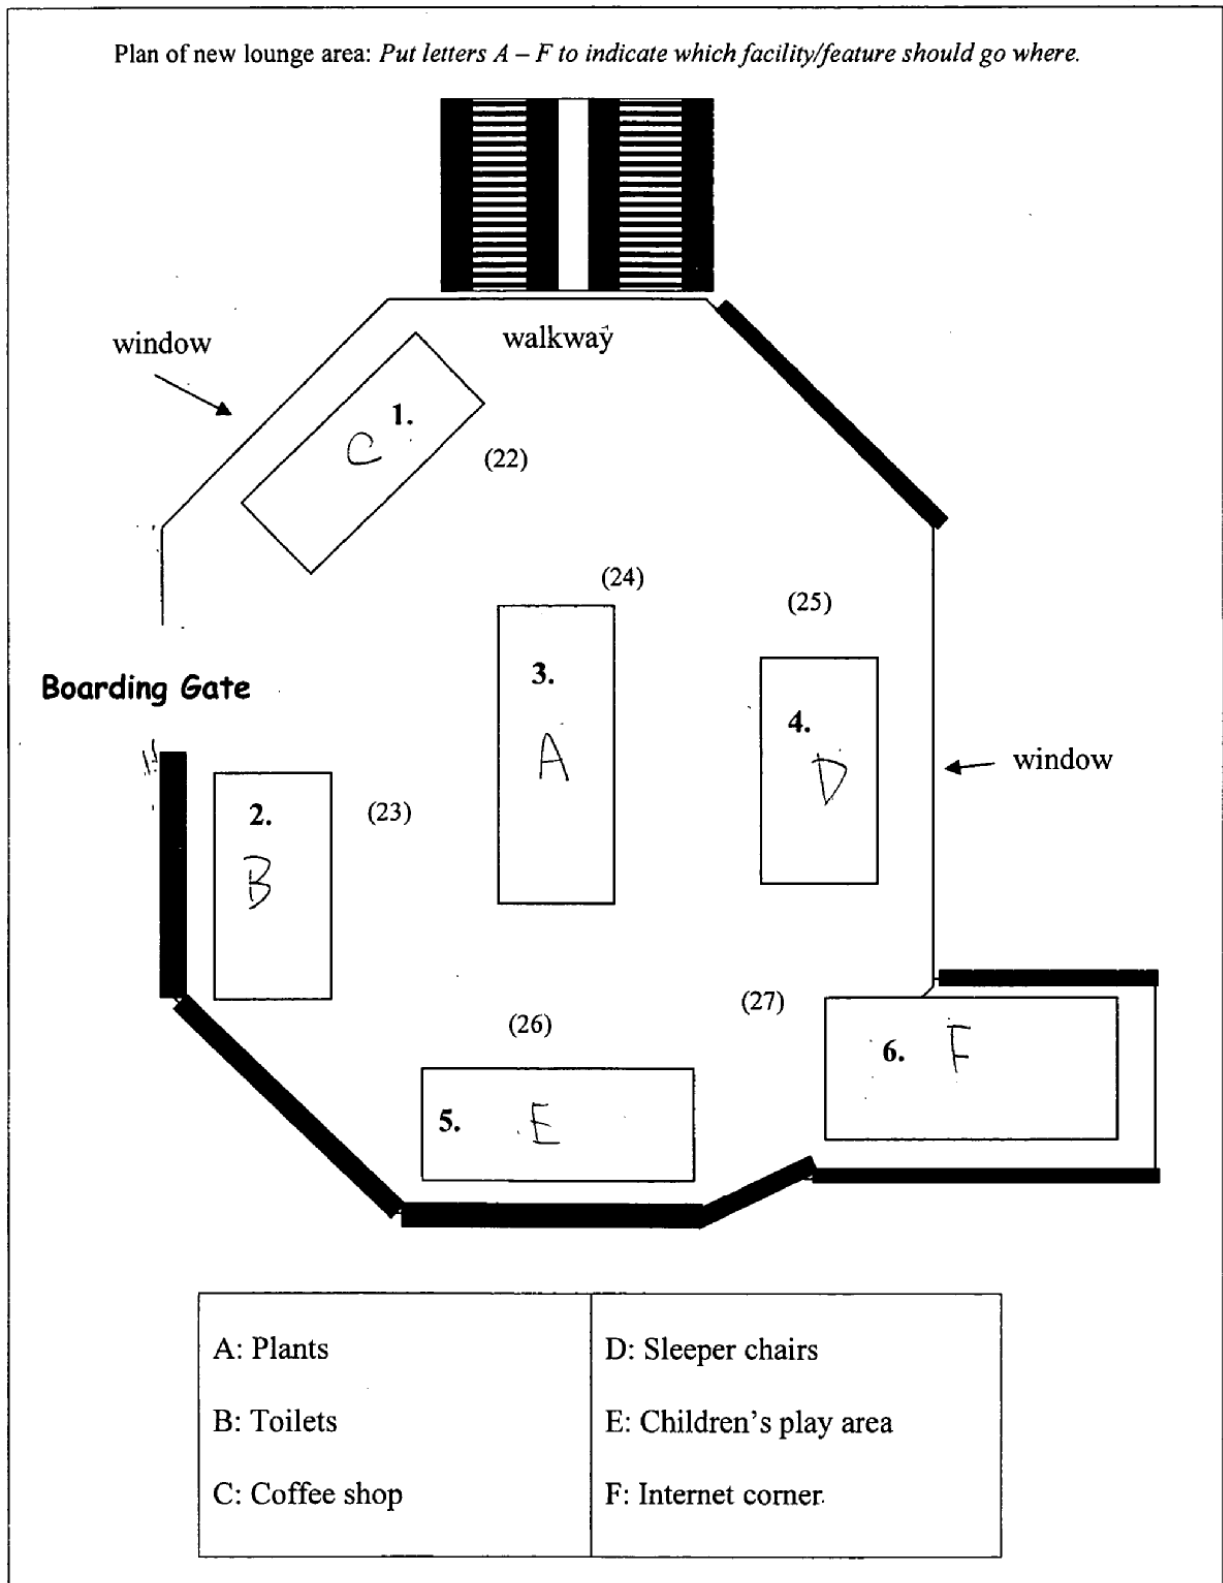 Plan of new lounge area: Put letters A – F to indicate which facility/feature should go where.
walkway
window
1.
C
(22)
(24)
(25)
Boarding Gate
3.
A
4.
D
window
2.
B
(23)
(27)
(26)
6. F
5. E
A: Plants
B: Toilets
C: Coffee shop
D: Sleeper chairs
E: Children's play area
F: Internet corner